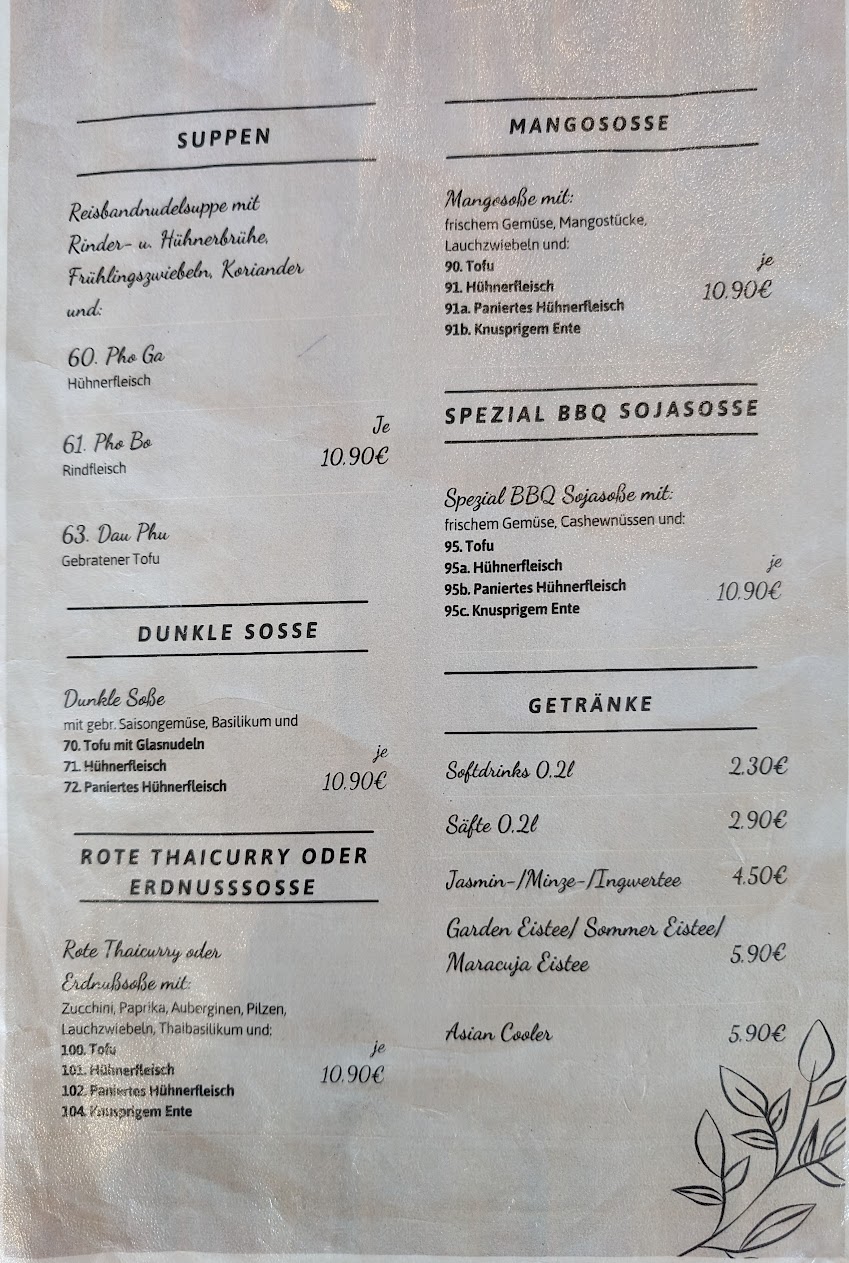 SUPPEN
Reisbandnudelsuppe mit
Rinder- u. Hühnerbrühe,
Frühlingszwiebeln, Koriander
und:
60. Pho Ga
Hühnerfleisch
61. Pho Bo
Rindfleisch
Je
10.90€
63. Dau Phu
Gebratener Tofu
DUNKLE SOSSE
Dunkle Soße
mit gebr. Saisongemüse, Basilikum und
70. Tofu mit Glasnudeln
71. Hühnerfleisch
72. Paniertes Hühnerfleisch
je
10.90€
ROTE THAICURRY ODER
ERDNUSSSOSSE
Rote Thaicurry oder
Erdnußsoße mit:
Zucchini, Paprika, Auberginen, Pilzen,
Lauchzwiebeln, Thaibasilikum und:
100. Tofu
101. Hühnerfleisch
102. Paniertes Hühnerfleisch
104. Knusprigem Ente
je
10.90€
MANGOSOSSE
Mangosoße mit:
frischem Gemüse, Mangostücke,
Lauchzwiebeln und:
90. Tofu
91. Hühnerfleisch
91a. Paniertes Hühnerfleisch
91b. Knusprigem Ente
je
10.90€
SPEZIAL BBQ SOJASOSSE
Spezial BBQ Sojasoße mit:
frischem Gemüse, Cashewnüssen und:
95. Tofu
95a. Hühnerfleisch
95b. Paniertes Hühnerfleisch
95c. Knusprigem Ente
je
10.90€
GETRÄNKE
Softdrinks 0.2l 2.30€
Säfte 0.2l 2.90€
Jasmin-/Minze-/Ingwertee 4.50€
Garden Eistee/ Sommer Eistee/
Maracuja Eistee 5.90€
Asian Cooler 5.90€